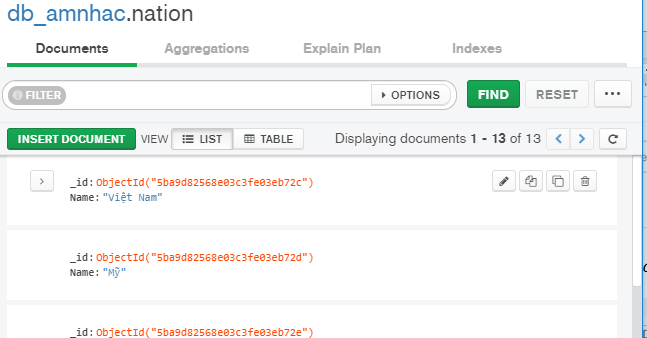 db_amnhac.nation
Documents Aggregations Explain Plan Indexes
FILTER OPTIONS FIND RESET ...
INSERT DOCUMENT VIEW LIST TABLE Displaying documents 1 - 13 of 13
_id: ObjectId("5ba9d82568e03c3fe03eb72c")
Name: "Việt Nam"
_id: ObjectId("5ba9d82568e03c3fe03eb72d")
Name: "Mỹ"
_id: ObjectId("5ba9d82568e03c3fe03eb72e")